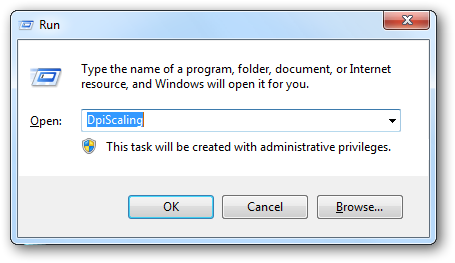 Run
Type the name of a program, folder, document, or Internet
resource, and Windows will open it for you.
Open: DpiScaling
This task will be created with administrative privileges.
OK Cancel Browse...